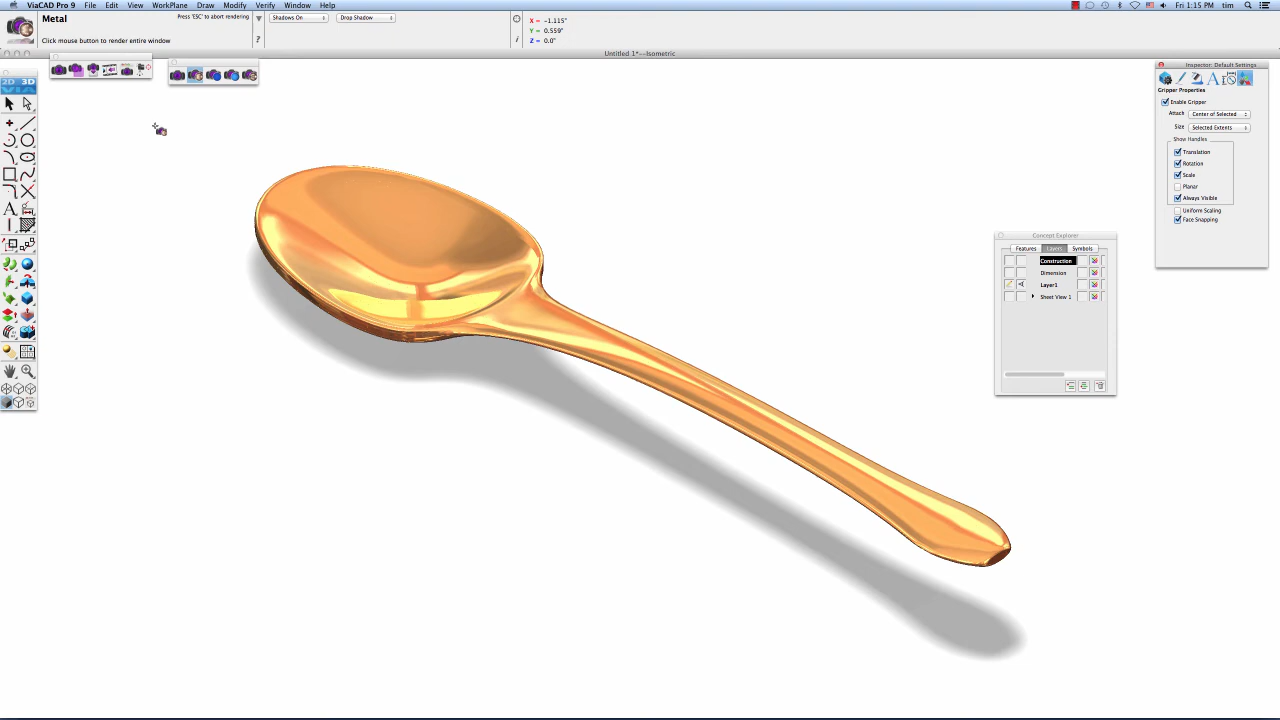 ViaCAD Pro 9 File Edit View WorkPlane Draw Modify Verify Window Help Fri 1:15 PM tim
Metal
Press 'ESC' to abort rendering
Click mouse button to render entire window
Shadows On
Drop Shadow
?
i
X = -1.115"
Y = 0.559"
Z = 0.0"
Untitled 1*--Isometric
2D 3D
VIA
A
Inspector: Default Settings
Gripper Properties
Enable Gripper
Attach Center of Selected
Size Selected Extents
Show Handles
Translation
Rotation
Scale
Planar
Always Visible
Uniform Scaling
Face Snapping
Concept Explorer
Features Layers Symbols
Construction
Dimension
Layer1
Sheet View 1